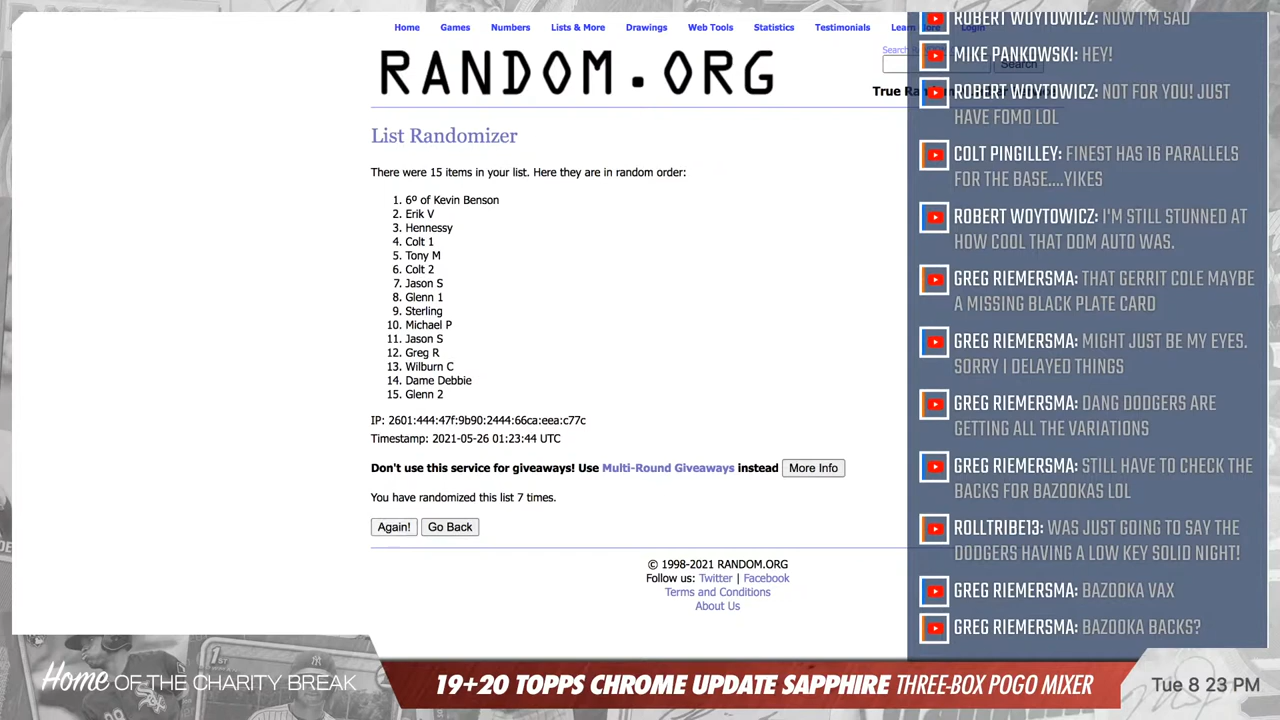 Home Games Numbers Lists & More Drawings Web Tools Statistics Testimonials Learn More Login
RANDOM.ORG
Search
True
List Randomizer
There were 15 items in your list. Here they are in random order:
1. 6º of Kevin Benson
2. Erik V
3. Hennessy
4. Colt 1
5. Tony M
6. Colt 2
7. Jason S
8. Glenn 1
9. Sterling
10. Michael P
11. Jason S
12. Greg R
13. Wilburn C
14. Dame Debbie
15. Glenn 2
IP: 2601:444:47f:9b90:2444:66ca:eea:c77c
Timestamp: 2021-05-26 01:23:44 UTC
Don't use this service for giveaways! Use Multi-Round Giveaways instead More Info
You have randomized this list 7 times.
Again! Go Back
© 1998-2021 RANDOM.ORG
Follow us: Twitter | Facebook
Terms and Conditions
About Us
ROBERT WOYTOWICZ: NOW I'M SAD
MIKE PANKOWSKI: HEY!
ROBERT WOYTOWICZ: NOT FOR YOU! JUST
HAVE FOMO LOL
COLT PINGILLEY: FINEST HAS 16 PARALLELS
FOR THE BASE....YIKES
ROBERT WOYTOWICZ: I'M STILL STUNNED AT
HOW COOL THAT DOM AUTO WAS.
GREG RIEMERSMA: THAT GERRIT COLE MAYBE
A MISSING BLACK PLATE CARD
GREG RIEMERSMA: MIGHT JUST BE MY EYES.
SORRY I DELAYED THINGS
GREG RIEMERSMA: DANG DODGERS ARE
GETTING ALL THE VARIATIONS
GREG RIEMERSMA: STILL HAVE TO CHECK THE
BACKS FOR BAZOOKAS LOL
ROLLTRIBE13: WAS JUST GOING TO SAY THE
DODGERS HAVING A LOW KEY SOLID NIGHT!
GREG RIEMERSMA: BAZOOKA VAX
GREG RIEMERSMA: BAZOOKA BACKS?
Home OF THE CHARITY BREAK
19+20 TOPPS CHROME UPDATE SAPPHIRE THREE-BOX POGO MIXER
Tue 8 23 PM